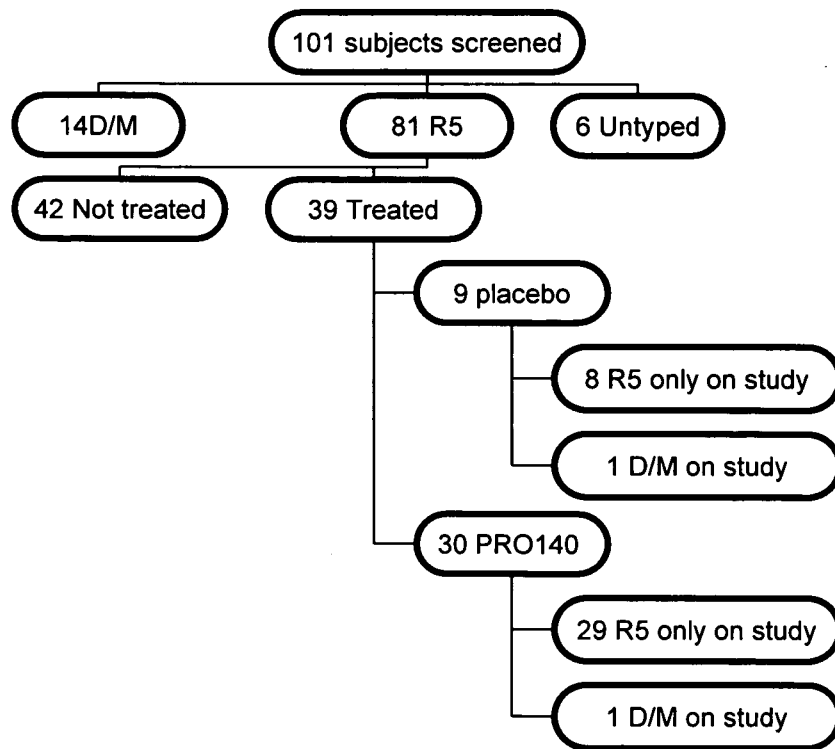 101 subjects screened
14D/M
81 R5
6 Untyped
42 Not treated
39 Treated
9 placebo
8 R5 only on study
1 D/M on study
30 PRO140
29 R5 only on study
1 D/M on study